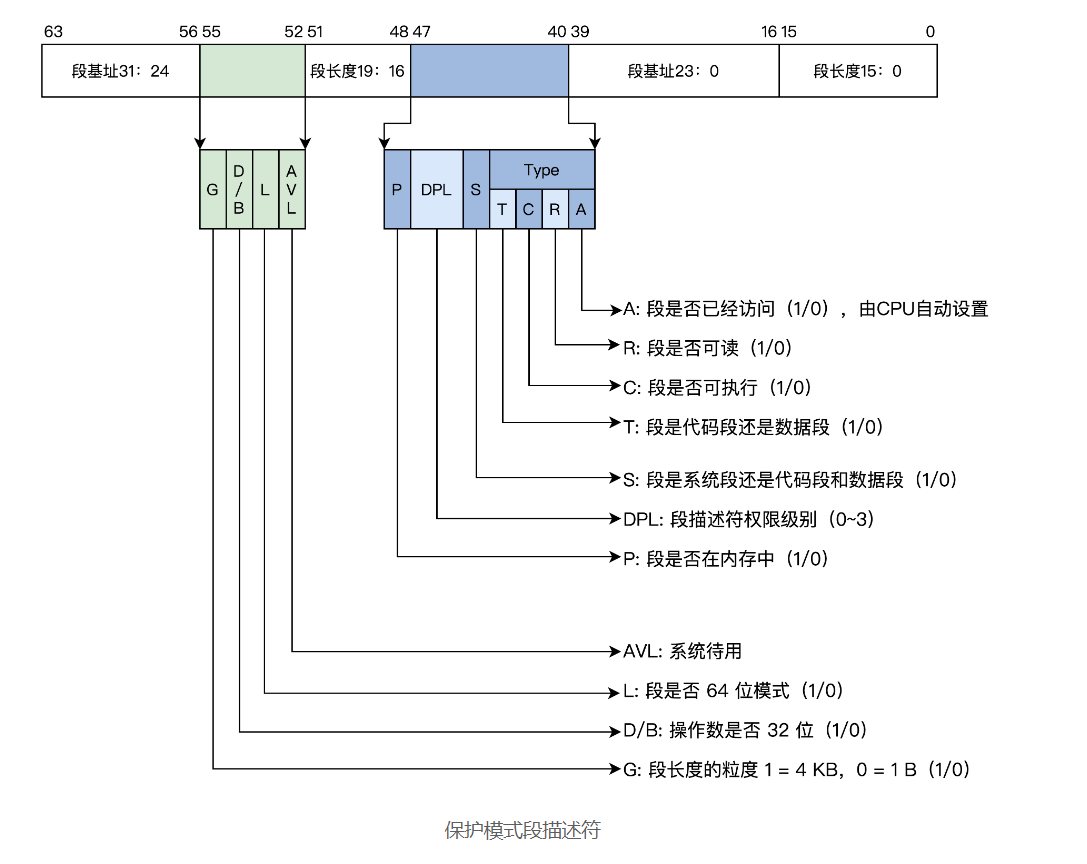 63 56 55 52 51 48 47 40 39 16 15 0
段基址31：24 段长度19：16 段基址23：0 段长度15：0
G D/B L AVL P DPL S Type
T C R A
A: 段是否已经访问（1/0），由CPU自动设置
R: 段是否可读（1/0）
C: 段是否可执行（1/0）
T: 段是代码段还是数据段（1/0）
S: 段是系统段还是代码段和数据段（1/0）
DPL: 段描述符权限级别（0~3）
P: 段是否在内存中（1/0）
AVL: 系统待用
L: 段是否 64 位模式（1/0）
D/B: 操作数是否 32 位（1/0）
G: 段长度的粒度 1 = 4 KB，0 = 1 B（1/0）
保护模式段描述符